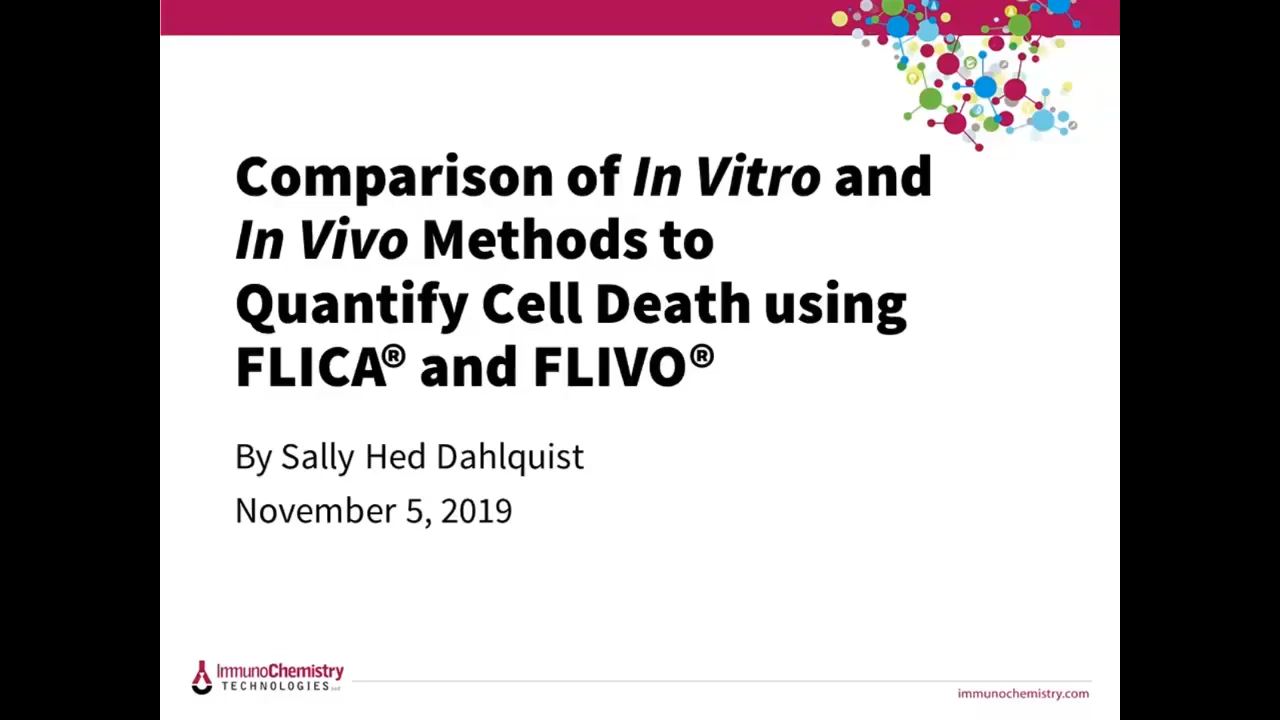 Comparison of In Vitro and
In Vivo Methods to
Quantify Cell Death using
FLICA® and FLIVO®
By Sally Hed Dahlquist
November 5, 2019
ImmunoChemistry
TECHNOLOGIES
immunochemistry.com